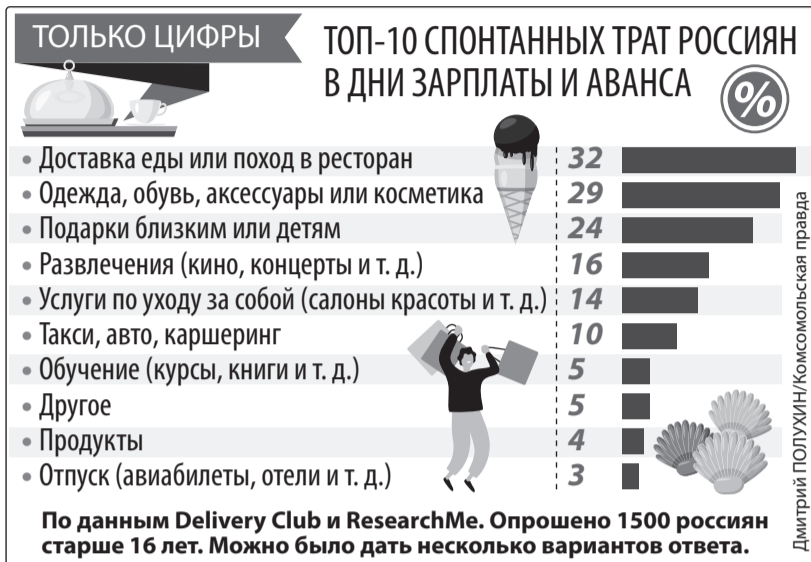 ТОЛЬКО ЦИФРЫ
ТОП-10 СПОНТАННЫХ ТРАТ РОССИЯН
В ДНИ ЗАРПЛАТЫ И АВАНСА
%
• Доставка еды или поход в ресторан 32
• Одежда, обувь, аксессуары или косметика 29
• Подарки близким или детям 24
• Развлечения (кино, концерты и т. д.) 16
• Услуги по уходу за собой (салоны красоты и т. д.) 14
• Такси, авто, каршеринг 10
• Обучение (курсы, книги и т. д.) 5
• Другое 5
• Продукты 4
• Отпуск (авиабилеты, отели и т. д.) 3
По данным Delivery Club и ResearchMe. Опрошено 1500 россиян
старше 16 лет. Можно было дать несколько вариантов ответа.
Дмитрий ПОЛУХИН/Комсомольская правда